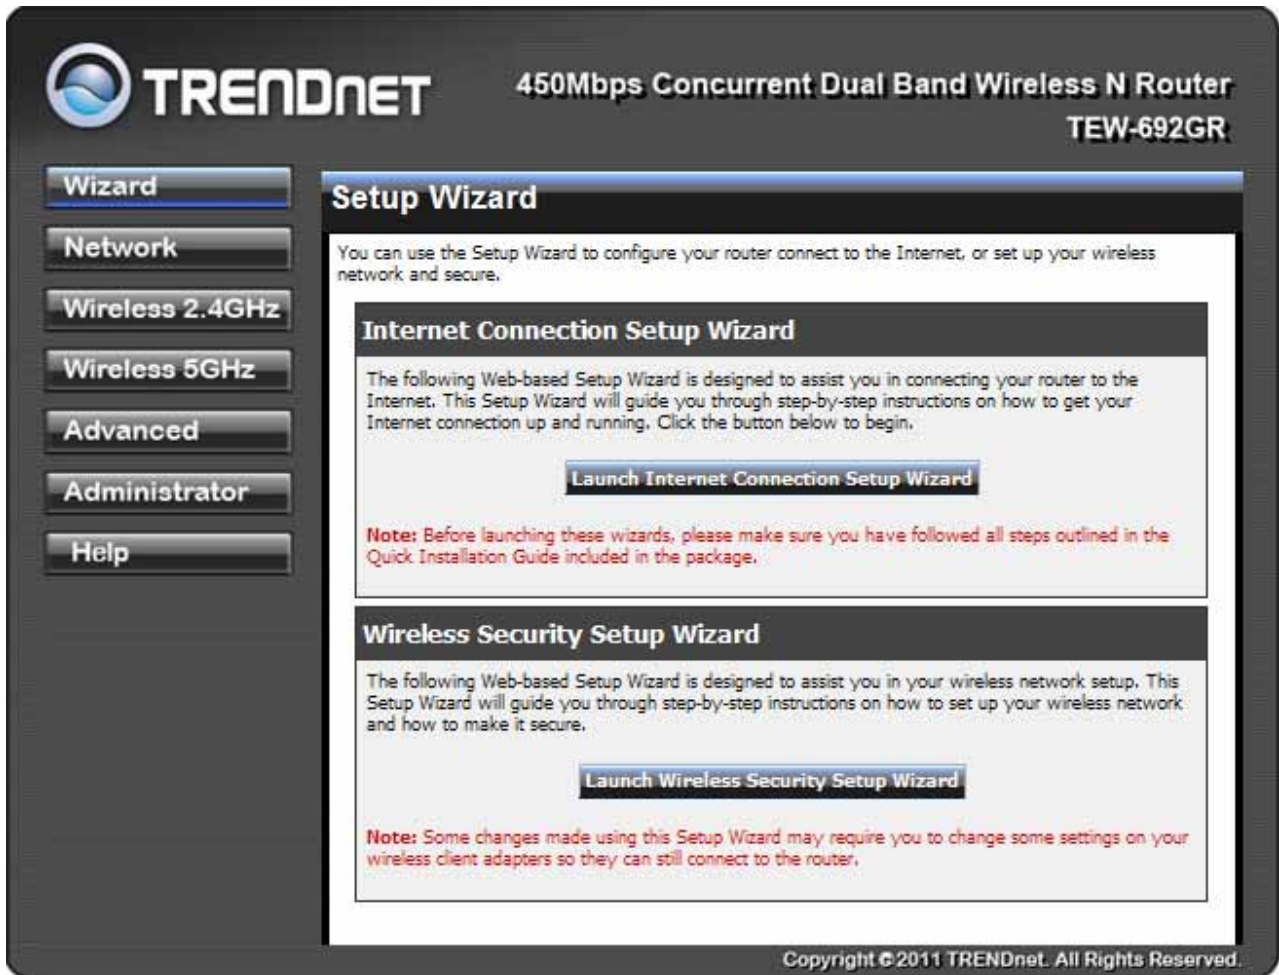 TRENDNET
450Mbps Concurrent Dual Band Wireless N Router
TEW-692GR
Wizard
Network
Wireless 2.4GHz
Wireless 5GHz
Advanced
Administrator
Help
Setup Wizard
You can use the Setup Wizard to configure your router connect to the Internet, or set up your wireless
network and secure.
Internet Connection Setup Wizard
The following Web-based Setup Wizard is designed to assist you in connecting your router to the
Internet. This Setup Wizard will guide you through step-by-step instructions on how to get your
Internet connection up and running. Click the button below to begin.
Launch Internet Connection Setup Wizard
Note: Before launching these wizards, please make sure you have followed all steps outlined in the
Quick Installation Guide included in the package.
Wireless Security Setup Wizard
The following Web-based Setup Wizard is designed to assist you in your wireless network setup. This
Setup Wizard will guide you through step-by-step instructions on how to set up your wireless network
and how to make it secure.
Launch Wireless Security Setup Wizard
Note: Some changes made using this Setup Wizard may require you to change some settings on your
wireless client adapters so they can still connect to the router.
Copyright © 2011 TRENDnet. All Rights Reserved.